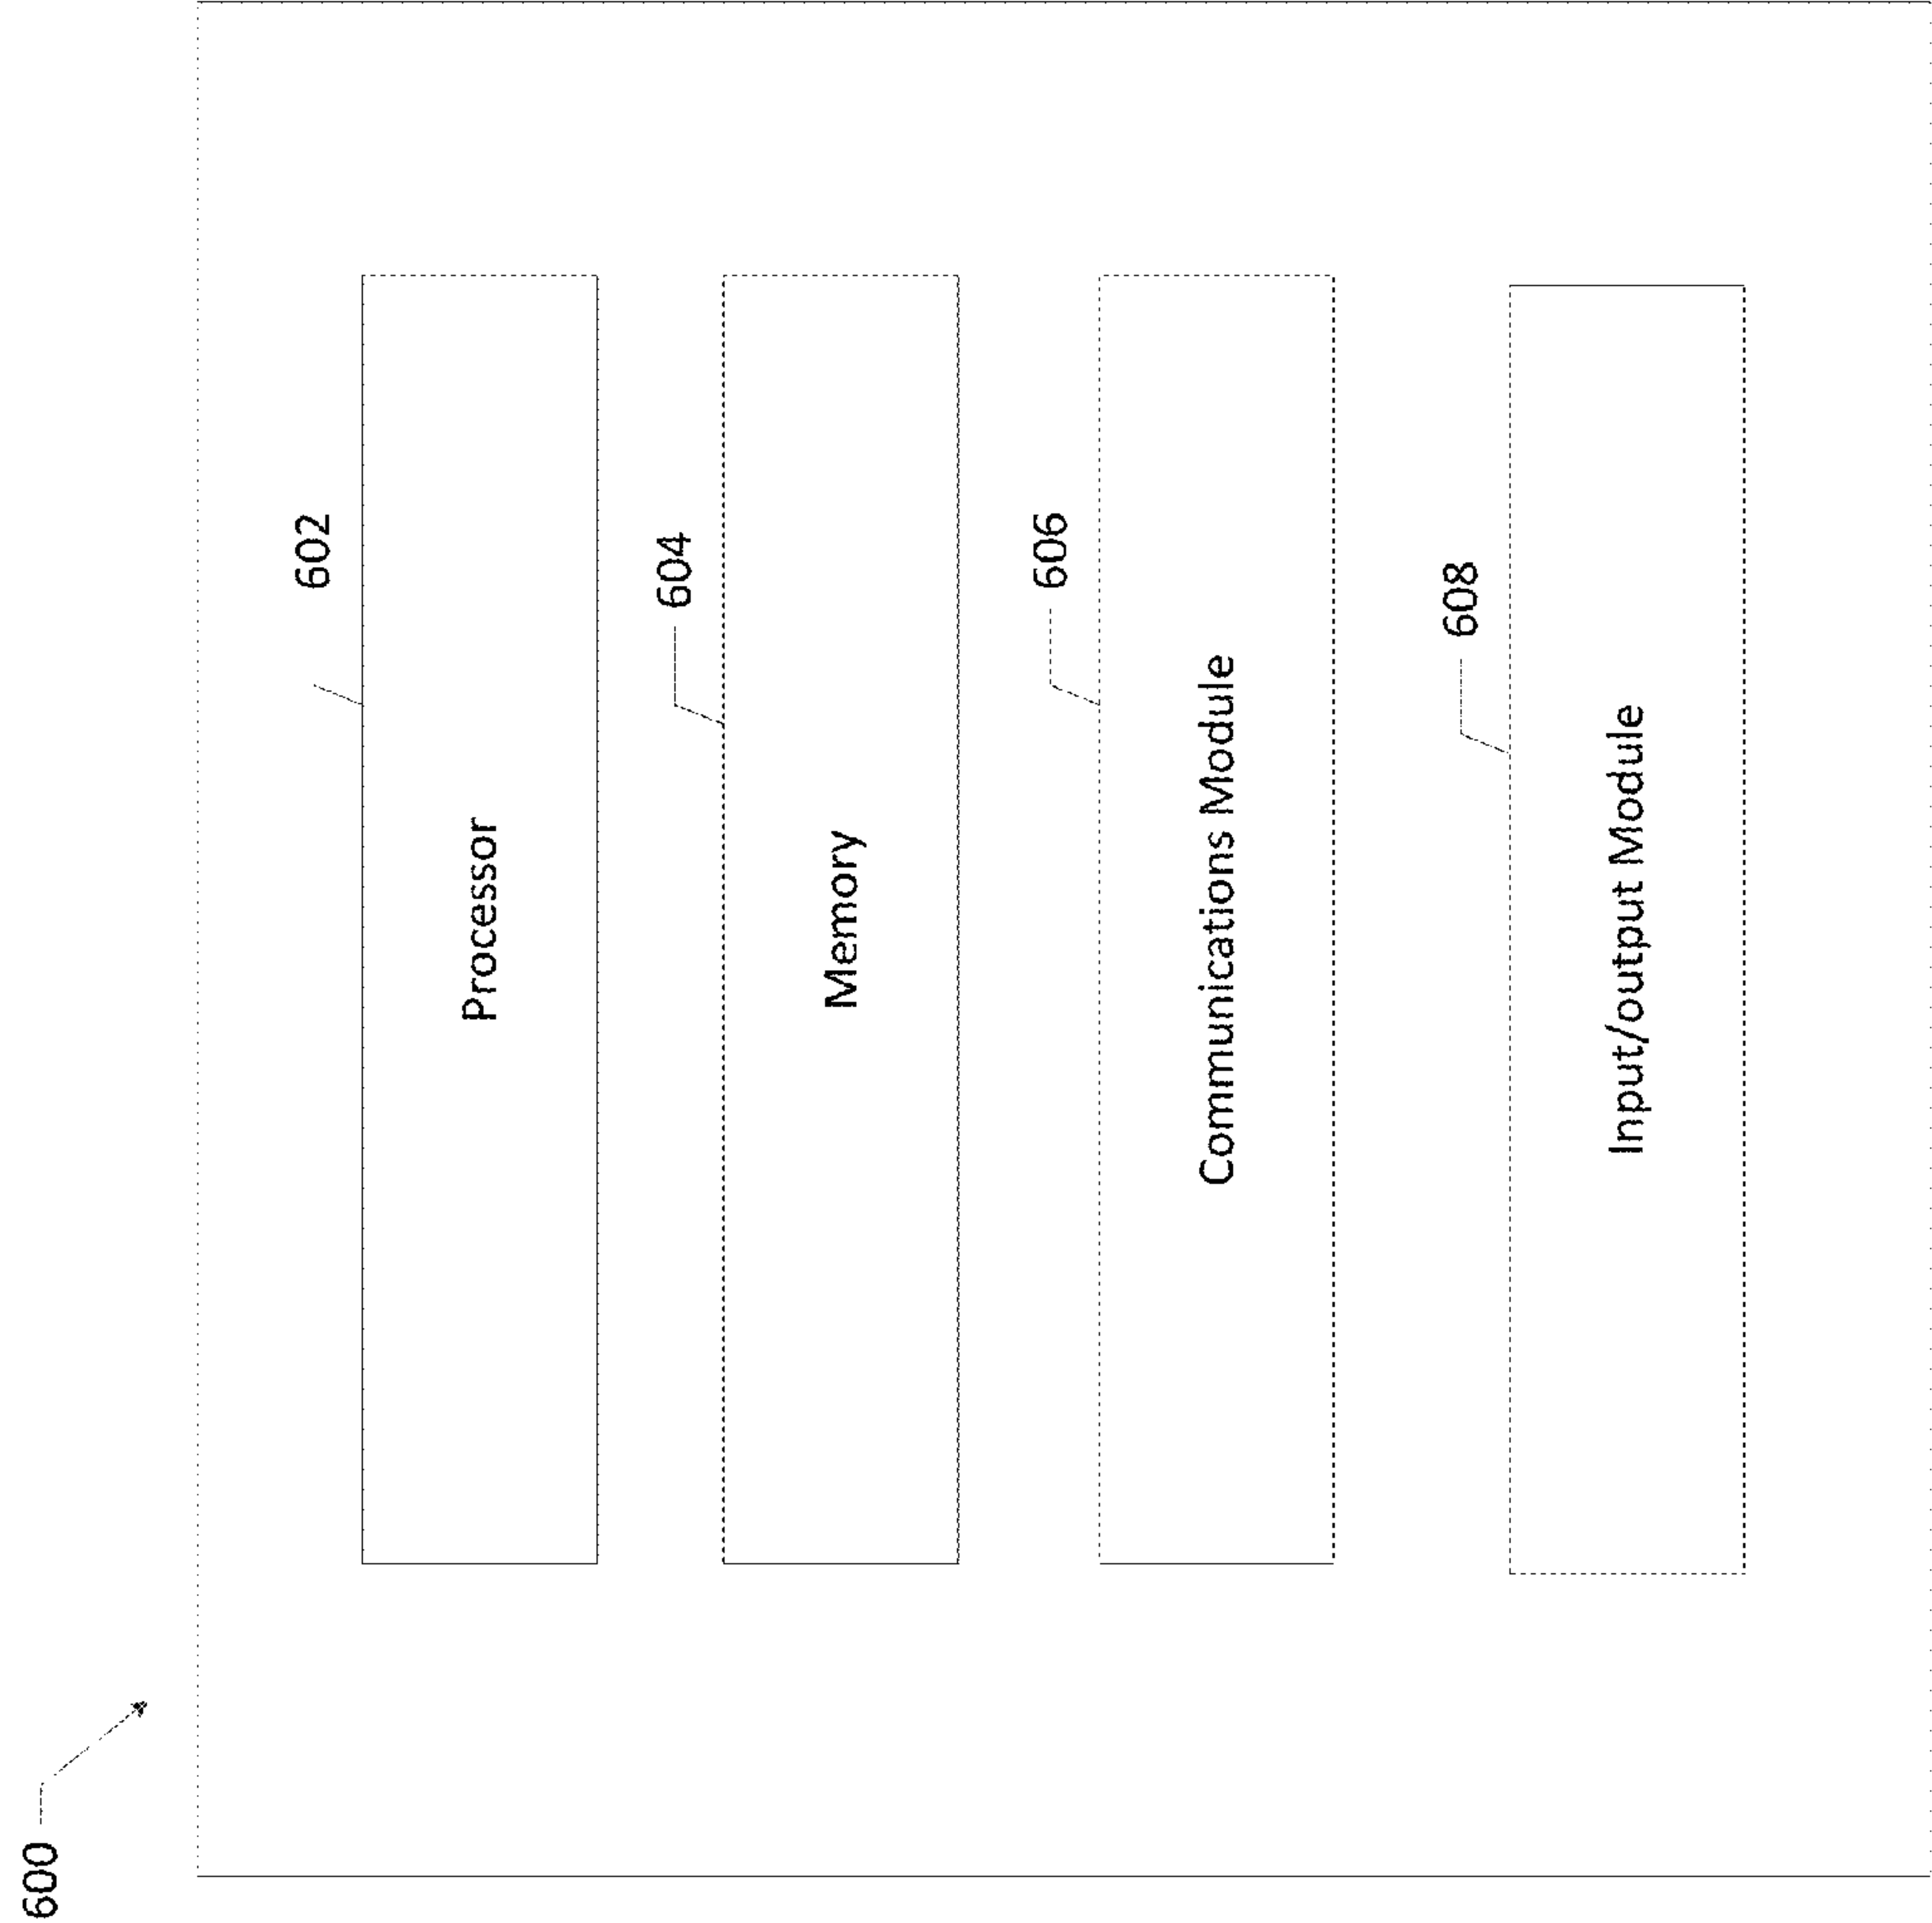 600
602
Processor
604
Memory
606
Communications Module
608
Input/output Module